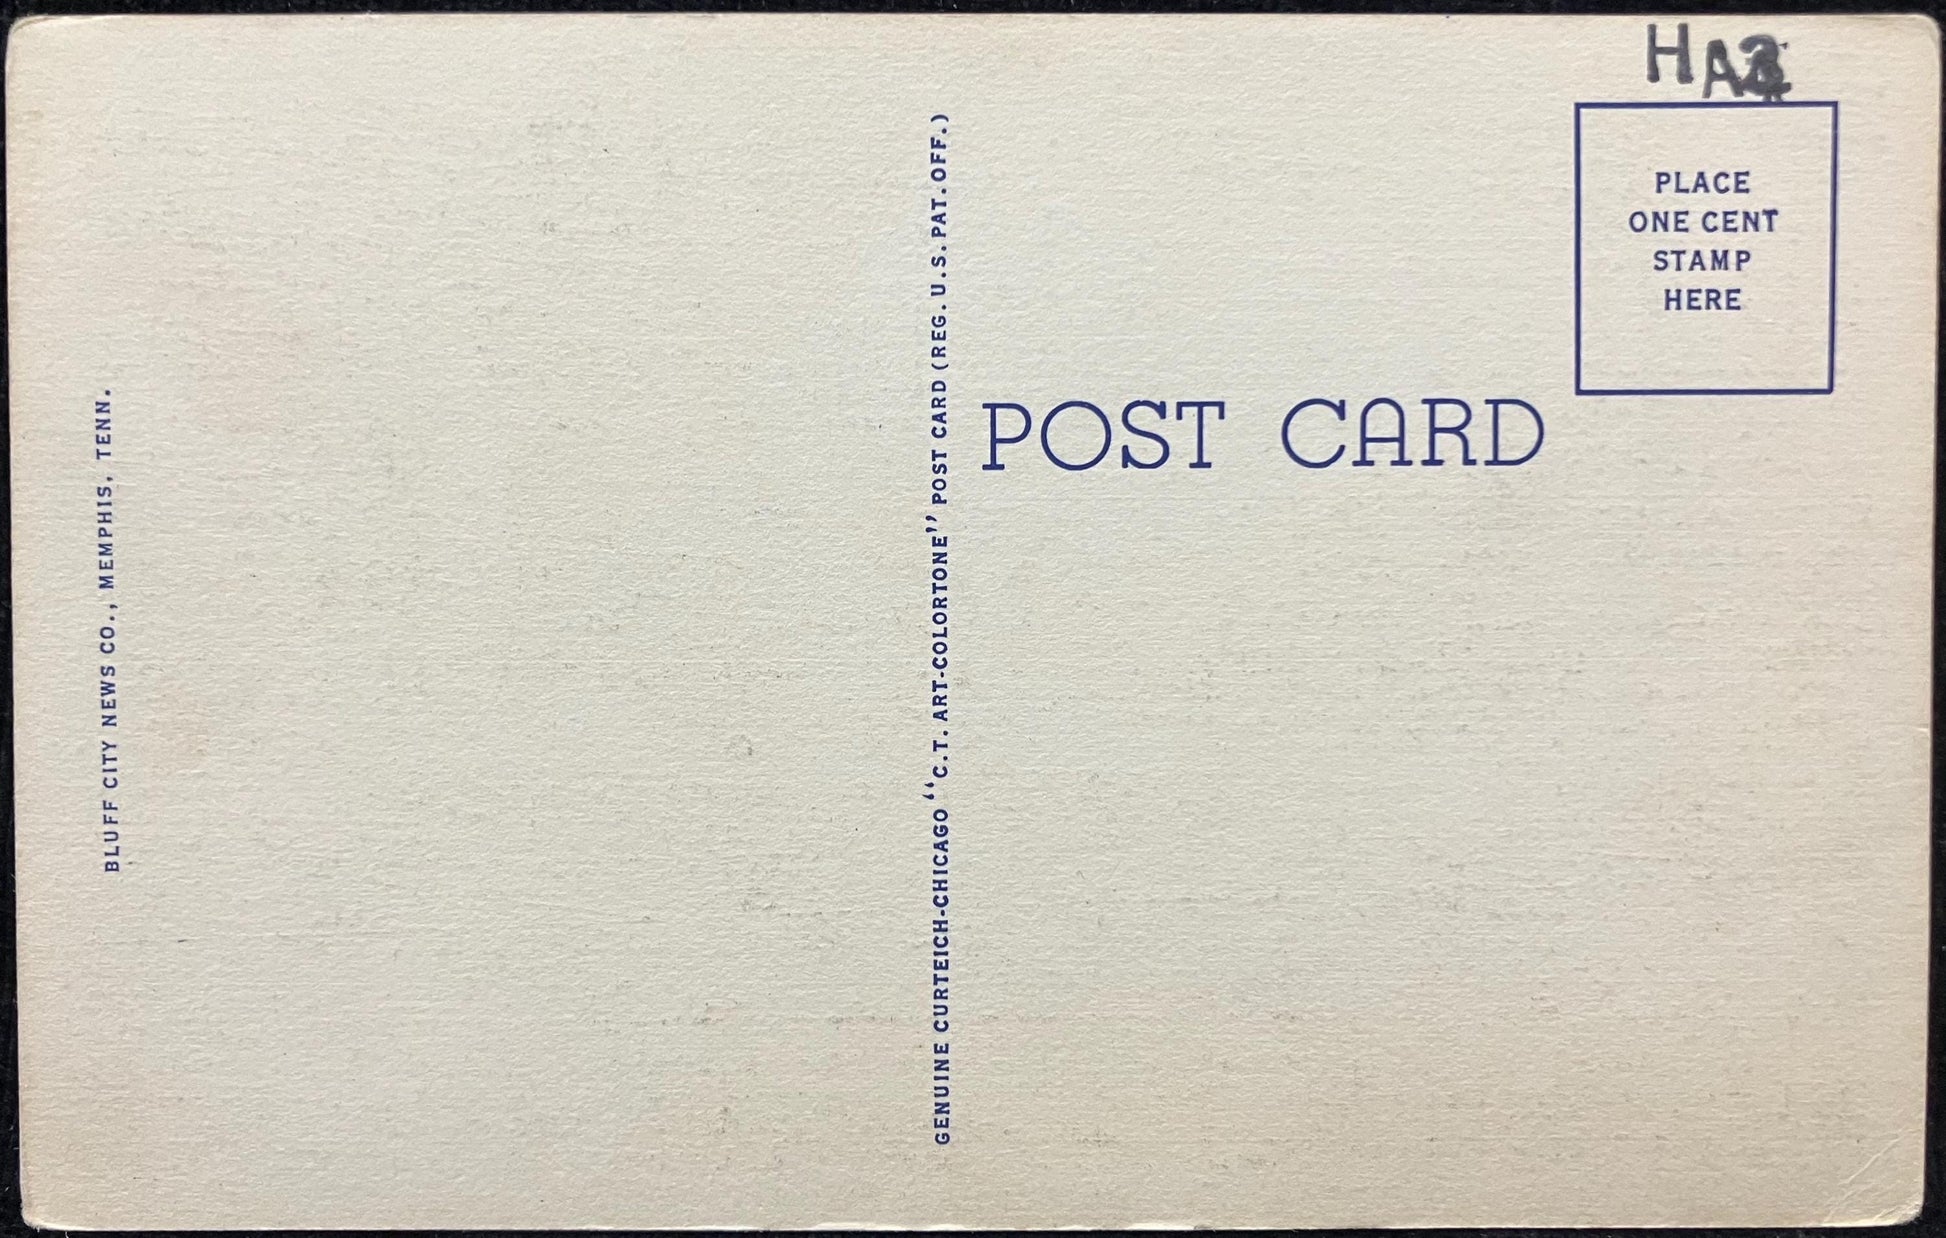 BLUFF CITY NEWS CO., MEMPHIS, TENN.
GENUINE CURTEICH-CHICAGO "C.T. ART-COLORTONE" POST CARD (REG. U.S. PAT. OFF.)
POST CARD
PLACE
ONE CENT
STAMP
HERE